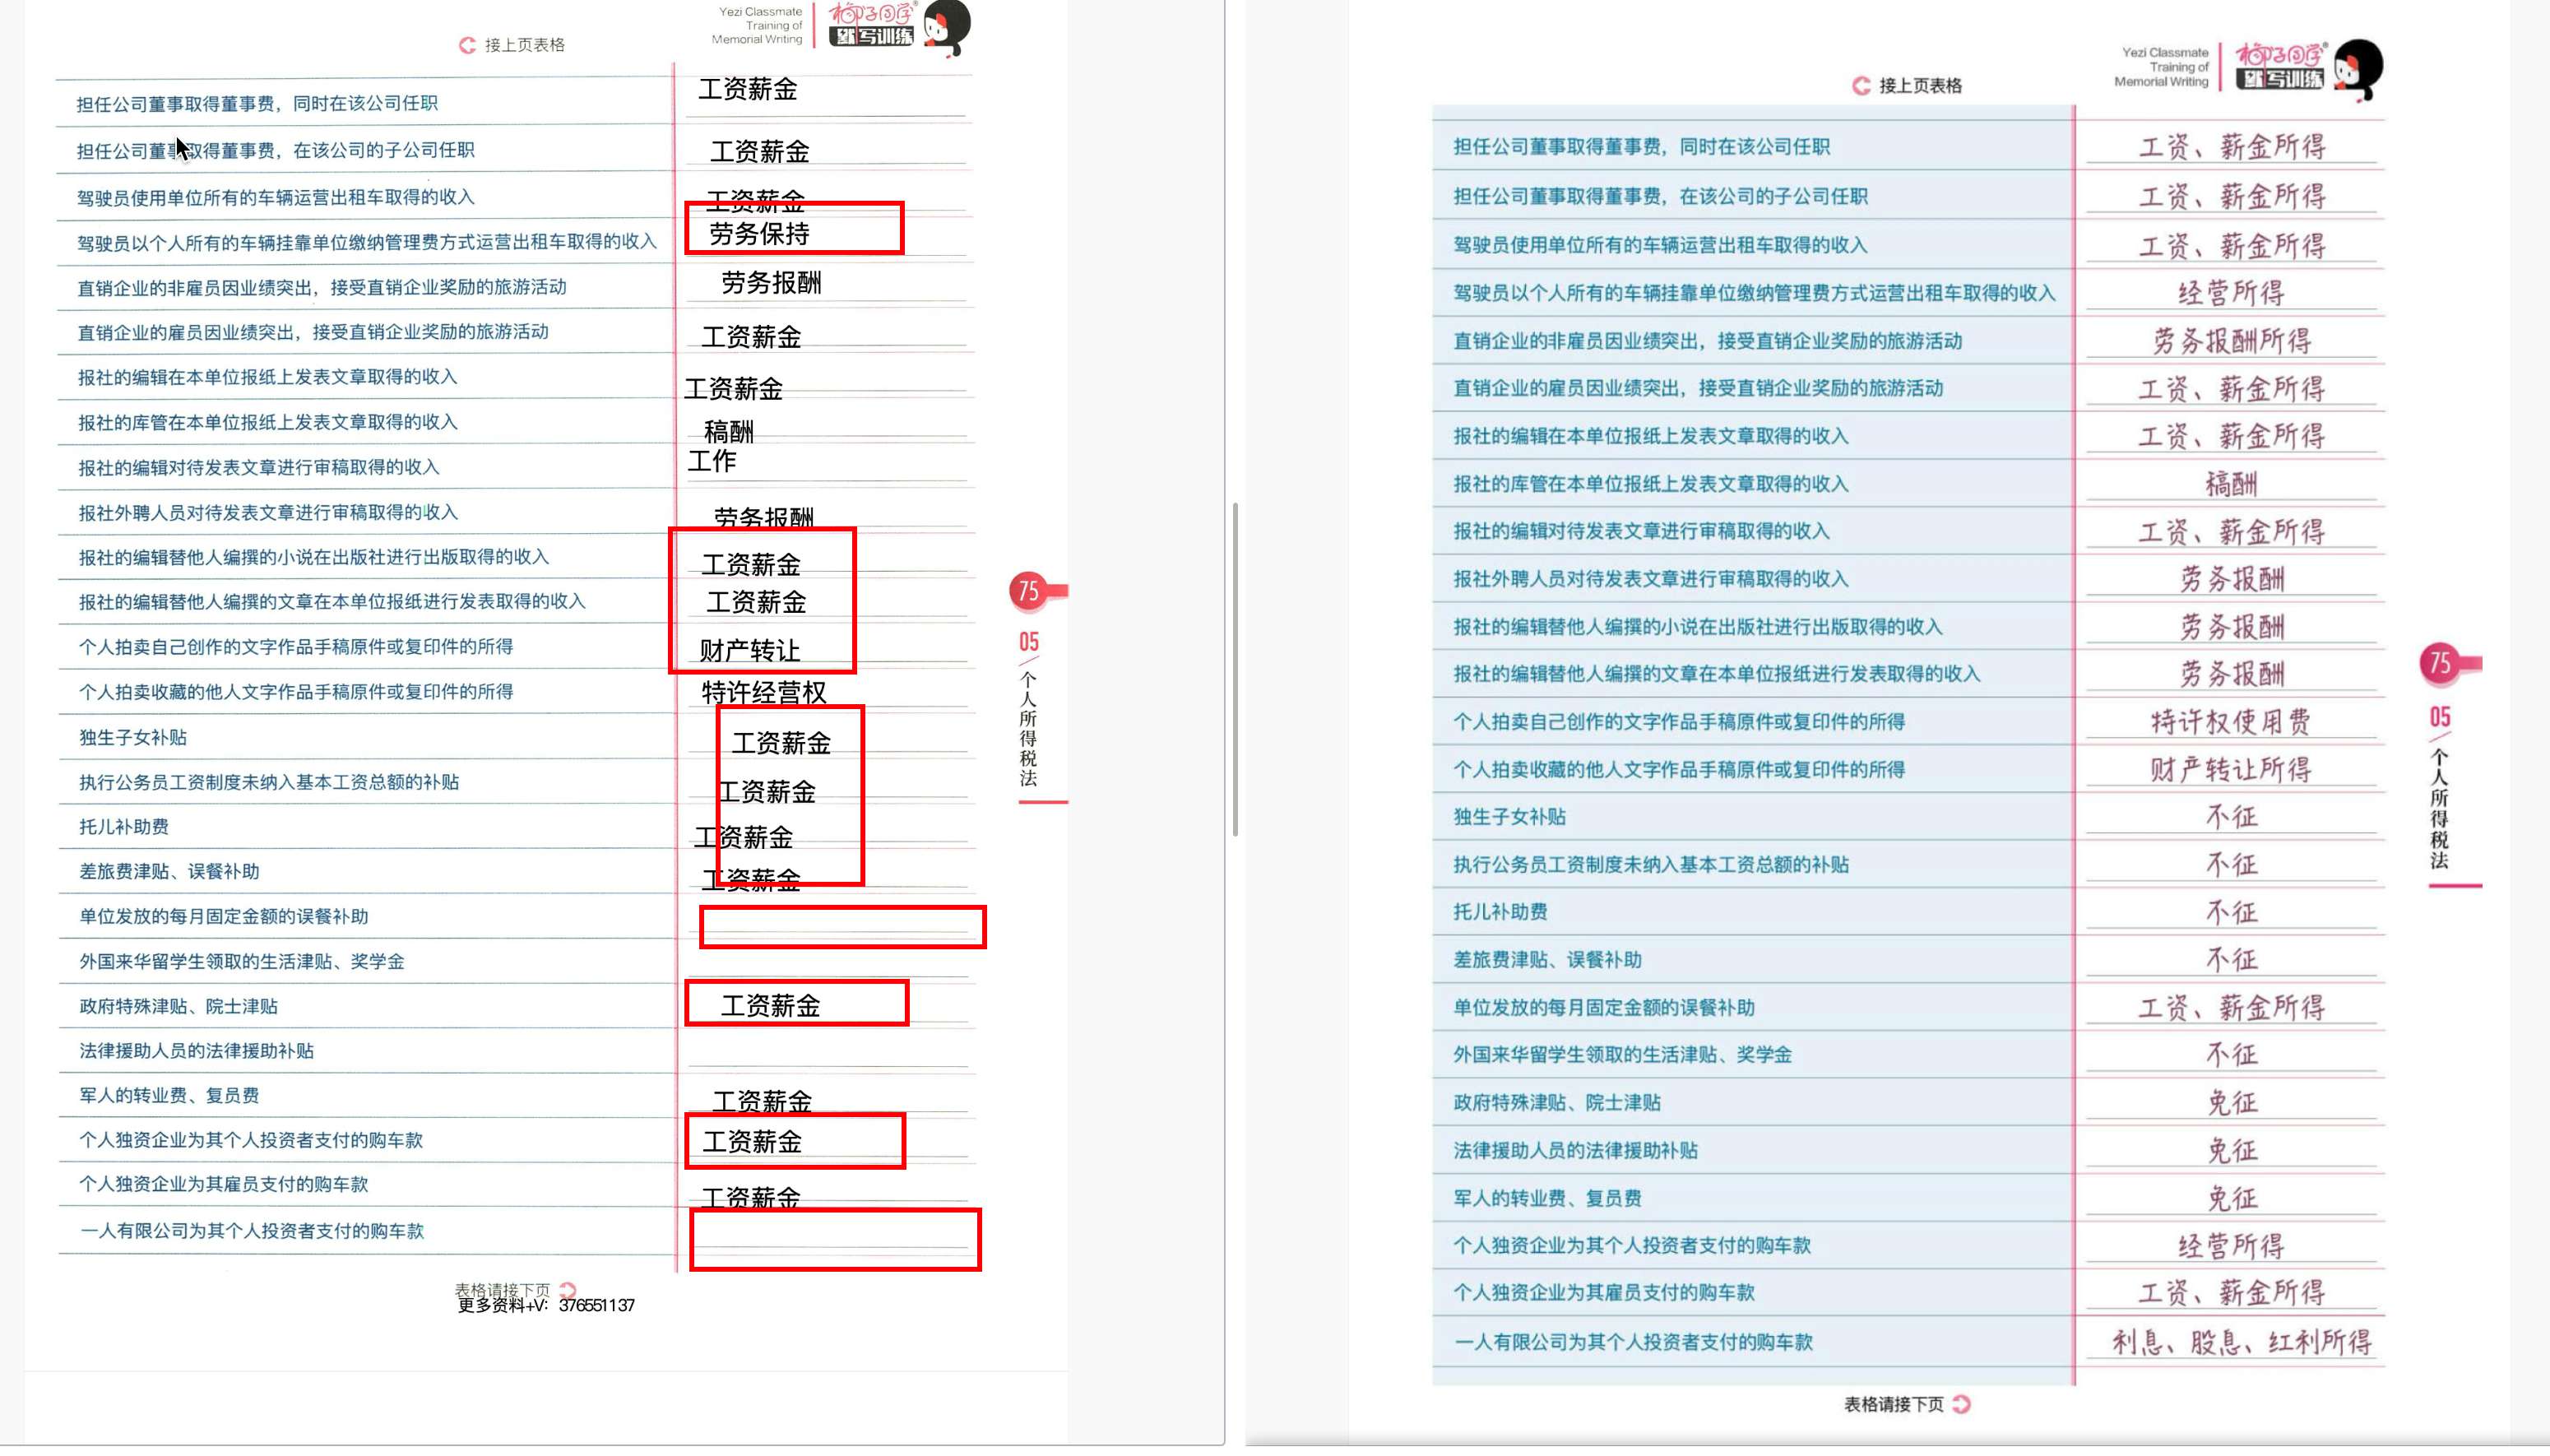 Yezi Classmate
Training of
Memorial Writing
椰子同学
默写训练
接上页表格
担任公司董事取得董事费，同时在该公司任职 工资薪金
担任公司董事取得董事费，在该公司的子公司任职 工资薪金
驾驶员使用单位所有的车辆运营出租车取得的收入 工资薪金
驾驶员以个人所有的车辆挂靠单位缴纳管理费方式运营出租车取得的收入 劳务保持
直销企业的非雇员因业绩突出，接受直销企业奖励的旅游活动 劳务报酬
直销企业的雇员因业绩突出，接受直销企业奖励的旅游活动 工资薪金
报社的编辑在本单位报纸上发表文章取得的收入 工资薪金
报社的库管在本单位报纸上发表文章取得的收入 稿酬
报社的编辑对待发表文章进行审稿取得的收入 工作
报社外聘人员对待发表文章进行审稿取得的收入 劳务报酬
报社的编辑替他人编撰的小说在出版社进行出版取得的收入 工资薪金
报社的编辑替他人编撰的文章在本单位报纸进行发表取得的收入 工资薪金
个人拍卖自己创作的文字作品手稿原件或复印件的所得 财产转让
个人拍卖收藏的他人文字作品手稿原件或复印件的所得 特许经营权
独生子女补贴 工资薪金
执行公务员工资制度未纳入基本工资总额的补贴 工资薪金
托儿补助费 工资薪金
差旅费津贴、误餐补助 工资薪金
单位发放的每月固定金额的误餐补助
外国来华留学生领取的生活津贴、奖学金
政府特殊津贴、院士津贴 工资薪金
法律援助人员的法律援助补贴
军人的转业费、复员费 工资薪金
个人独资企业为其个人投资者支付的购车款 工资薪金
个人独资企业为其雇员支付的购车款 工资薪金
一人有限公司为其个人投资者支付的购车款
表格请接下页
更多资料+V：376551137
75
05
个人所得税法
Yezi Classmate
Training of
Memorial Writing
椰子同学
默写训练
接上页表格
担任公司董事取得董事费，同时在该公司任职 工资、薪金所得
担任公司董事取得董事费，在该公司的子公司任职 工资、薪金所得
驾驶员使用单位所有的车辆运营出租车取得的收入 工资、薪金所得
驾驶员以个人所有的车辆挂靠单位缴纳管理费方式运营出租车取得的收入 经营所得
直销企业的非雇员因业绩突出，接受直销企业奖励的旅游活动 劳务报酬所得
直销企业的雇员因业绩突出，接受直销企业奖励的旅游活动 工资、薪金所得
报社的编辑在本单位报纸上发表文章取得的收入 工资、薪金所得
报社的库管在本单位报纸上发表文章取得的收入 稿酬
报社的编辑对待发表文章进行审稿取得的收入 工资、薪金所得
报社外聘人员对待发表文章进行审稿取得的收入 劳务报酬
报社的编辑替他人编撰的小说在出版社进行出版取得的收入 劳务报酬
报社的编辑替他人编撰的文章在本单位报纸进行发表取得的收入 劳务报酬
个人拍卖自己创作的文字作品手稿原件或复印件的所得 特许权使用费
个人拍卖收藏的他人文字作品手稿原件或复印件的所得 财产转让所得
独生子女补贴 不征
执行公务员工资制度未纳入基本工资总额的补贴 不征
托儿补助费 不征
差旅费津贴、误餐补助 不征
单位发放的每月固定金额的误餐补助 工资、薪金所得
外国来华留学生领取的生活津贴、奖学金 不征
政府特殊津贴、院士津贴 免征
法律援助人员的法律援助补贴 免征
军人的转业费、复员费 免征
个人独资企业为其个人投资者支付的购车款 经营所得
个人独资企业为其雇员支付的购车款 工资、薪金所得
一人有限公司为其个人投资者支付的购车款 利息、股息、红利所得
表格请接下页
75
05
个人所得税法